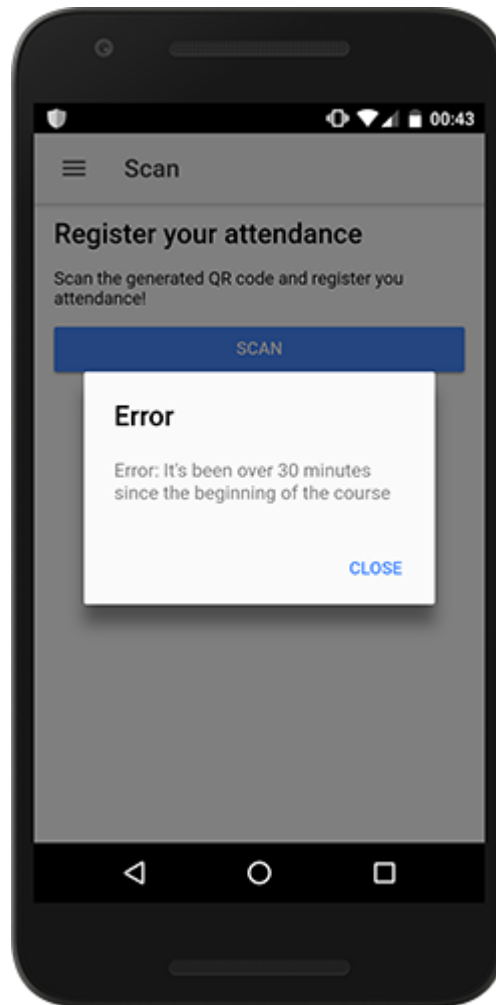 00:43
Scan
Register your attendance
Scan the generated QR code and register you
attendance!
SCAN
Error
Error: It's been over 30 minutes
since the beginning of the course
CLOSE